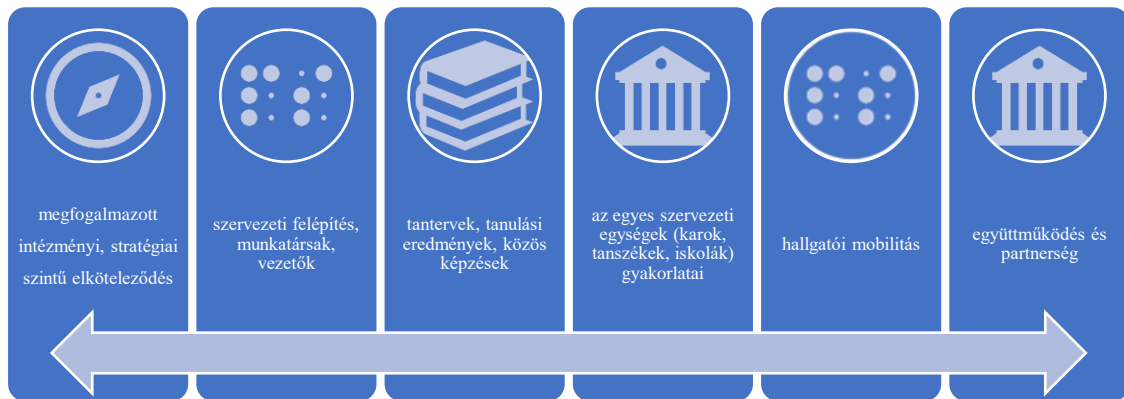 megfogalmazott
intézményi, stratégiai
szintű elköteleződés
szervezeti felépítés,
munkatársak,
vezetők
tantervek, tanulási
eredmények, közös
képzések
az egyes szervezeti
egységek (karok,
tanszékek, iskolák)
gyakorlatai
hallgatói mobilitás
együttműködés és
partnerség